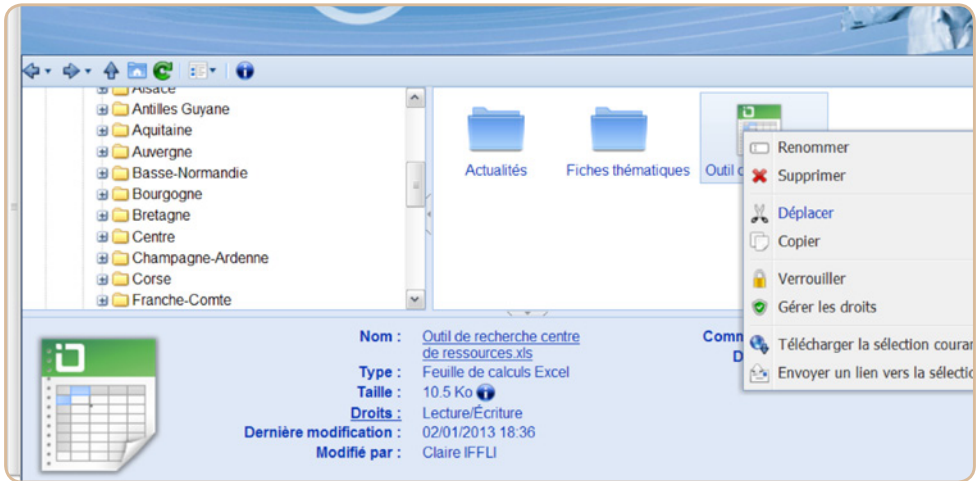 Alsace
Antilles Guyane
Aquitaine
Auvergne
Basse-Normandie
Bourgogne
Bretagne
Centre
Champagne-Ardenne
Corse
Franche-Comte
Actualités
Fiches thématiques
Outil
Renommer
Supprimer
Déplacer
Copier
Verrouiller
Gérer les droits
Télécharger la sélection couran
Envoyer un lien vers la sélectio
Nom : Outil de recherche centre
de ressources.xls
Type : Feuille de calculs Excel
Taille : 10.5 Ko
Droits : Lecture/Écriture
Dernière modification : 02/01/2013 18:36
Modifié par : Claire IFFLI
Comm
D